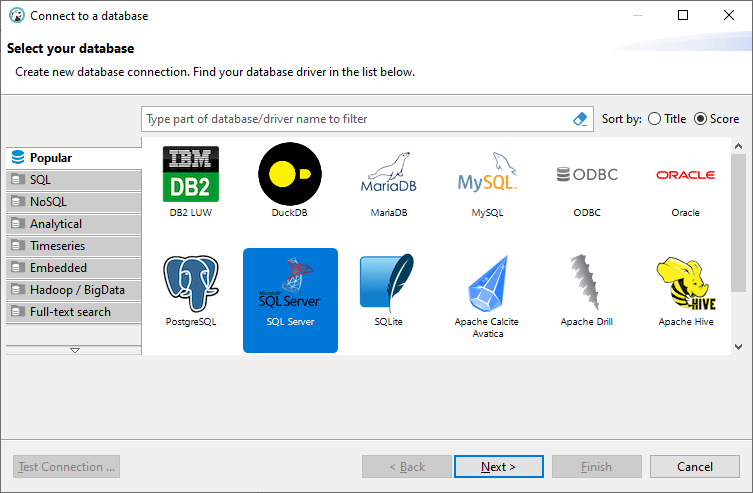 Connect to a database
Select your database
Create new database connection. Find your database driver in the list below.
Type part of database/driver name to filter
Sort by: Title Score
Popular
SQL
NoSQL
Analytical
Timeseries
Embedded
Hadoop / BigData
Full-text search
IBM
DB2
DB2 LUW
DuckDB
MariaDB
MariaDB
MySQL
MySQL
ODBC
ODBC
ORACLE
Oracle
PostgreSQL
Microsoft
SQL Server
SQL Server
SQLite
Apache Calcite
Avatica
Apache Drill
HIVE
Apache Hive
Test Connection ...
< Back
Next >
Finish
Cancel